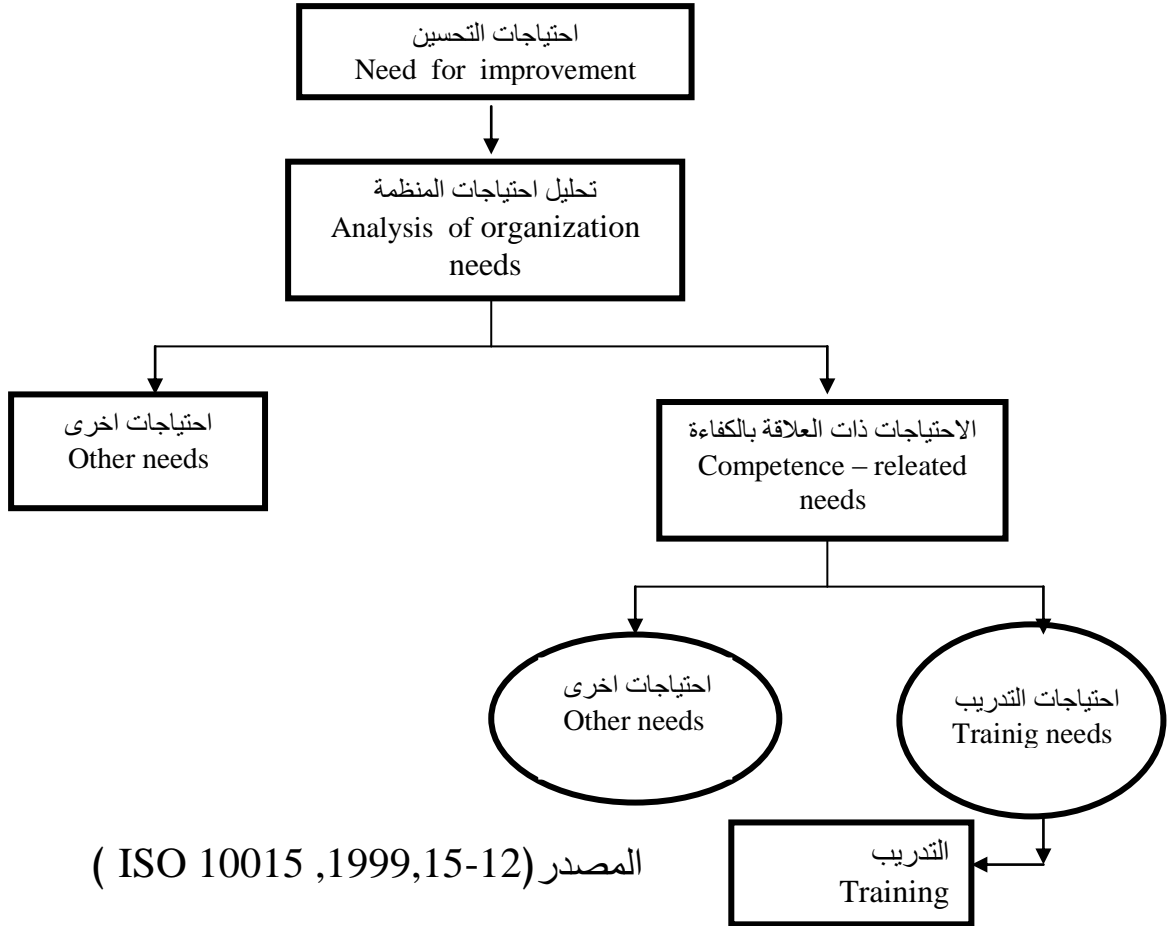 احتياجات التحسين
Need for improvement
تحليل احتياجات المنظمة
Analysis of organization
needs
احتياجات اخرى
Other needs
الاحتياجات ذات العلاقة بالكفاءة
Competence – releated
needs
احتياجات اخرى
Other needs
احتياجات التدريب
Trainig needs
التدريب
Training
المصدر (ISO 10015 ,1999,15-12 )